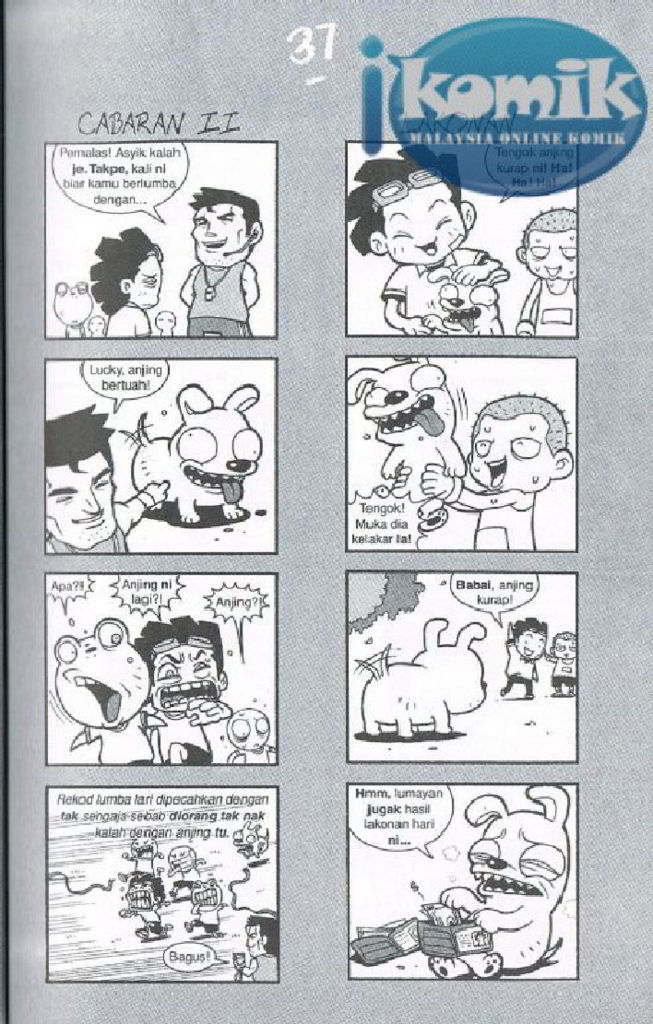 37
ikomik
MALAYSIA ONLINE KOMIK
CABARAN II
Pemalas! Asyik kalah
je. Takpe, kali ni
biar kamu berlumba
dengan...
Lucky, anjing
bertuah!
Apa?!!
Anjing ni
lagi?!
Anjing?!
Rekod lumba lari dipecahkan dengan
tak sengaja sebab diorang tak nak
kalah dengan anjing tu.
Bagus!
LAKONAN
Tengok anjing
kurap ni! Ha!
Ha! Ha!
Tengok!
Muka dia
kelakar la!
Babai, anjing
kurap!
Hmm, lumayan
jugak hasil
lakonan hari
ni...